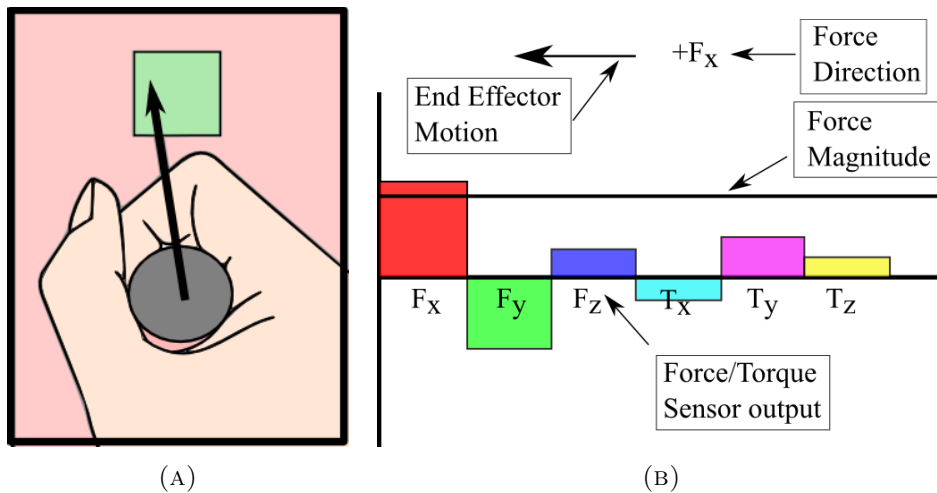 +Fx
Force
Direction
End Effector
Motion
Force
Magnitude
Fx Fy Fz Tx Ty Tz
Force/Torque
Sensor output
(A) (B)